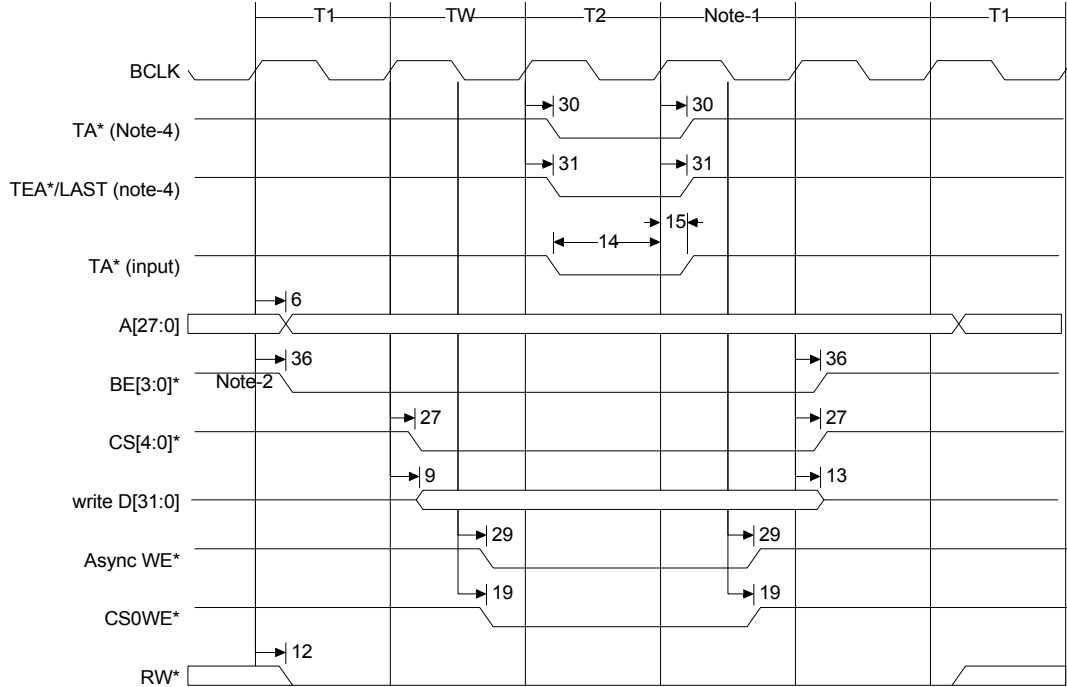 T1 TW T2 Note-1 T1
BCLK
30 30
TA* (Note-4)
31 31
TEA*/LAST (note-4)
15
14
TA* (input)
6
A[27:0]
36 36
BE[3:0]* Note-2
27 27
CS[4:0]*
9 13
write D[31:0]
29 29
Async WE*
19 19
CS0WE*
12
RW*